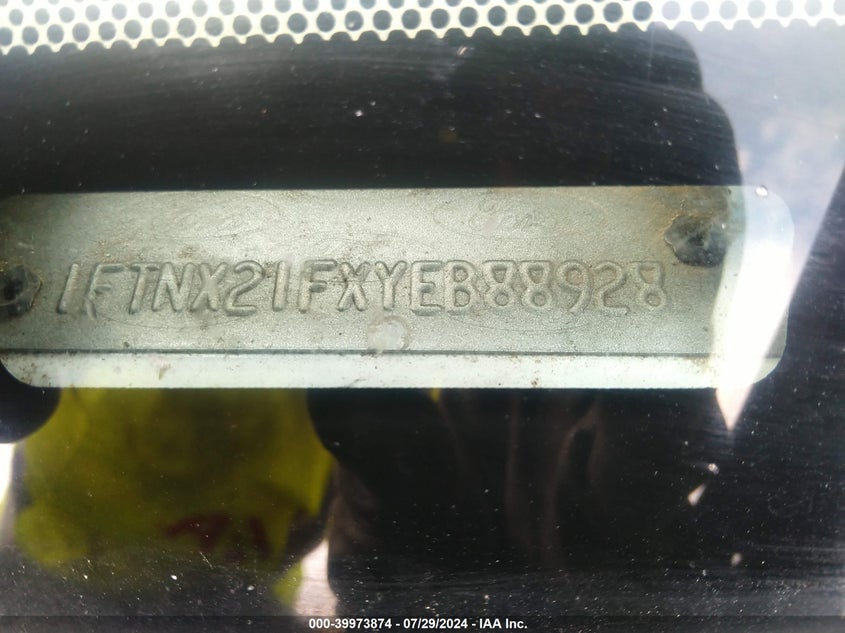 1FTNX21FXYEB88928
000-39973874 / 07/29/2024 - IAA Inc.